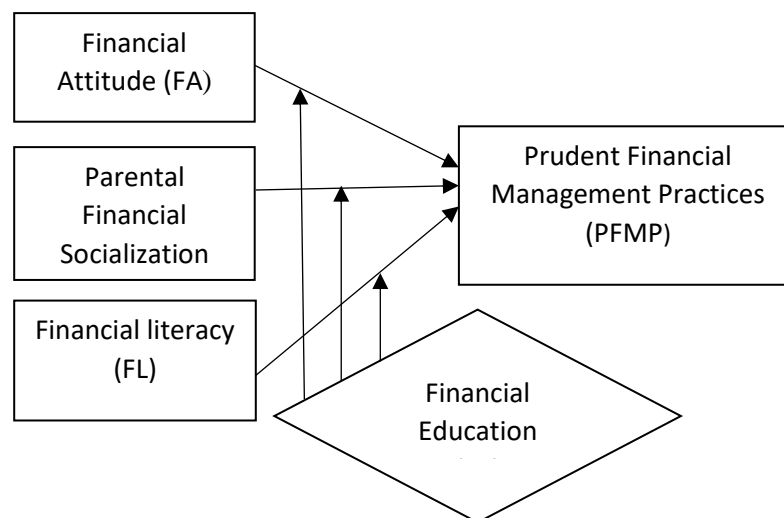 Financial
Attitude (FA)
Parental
Financial
Socialization
Financial literacy
(FL)
Prudent Financial
Management Practices
(PFMP)
Financial
Education